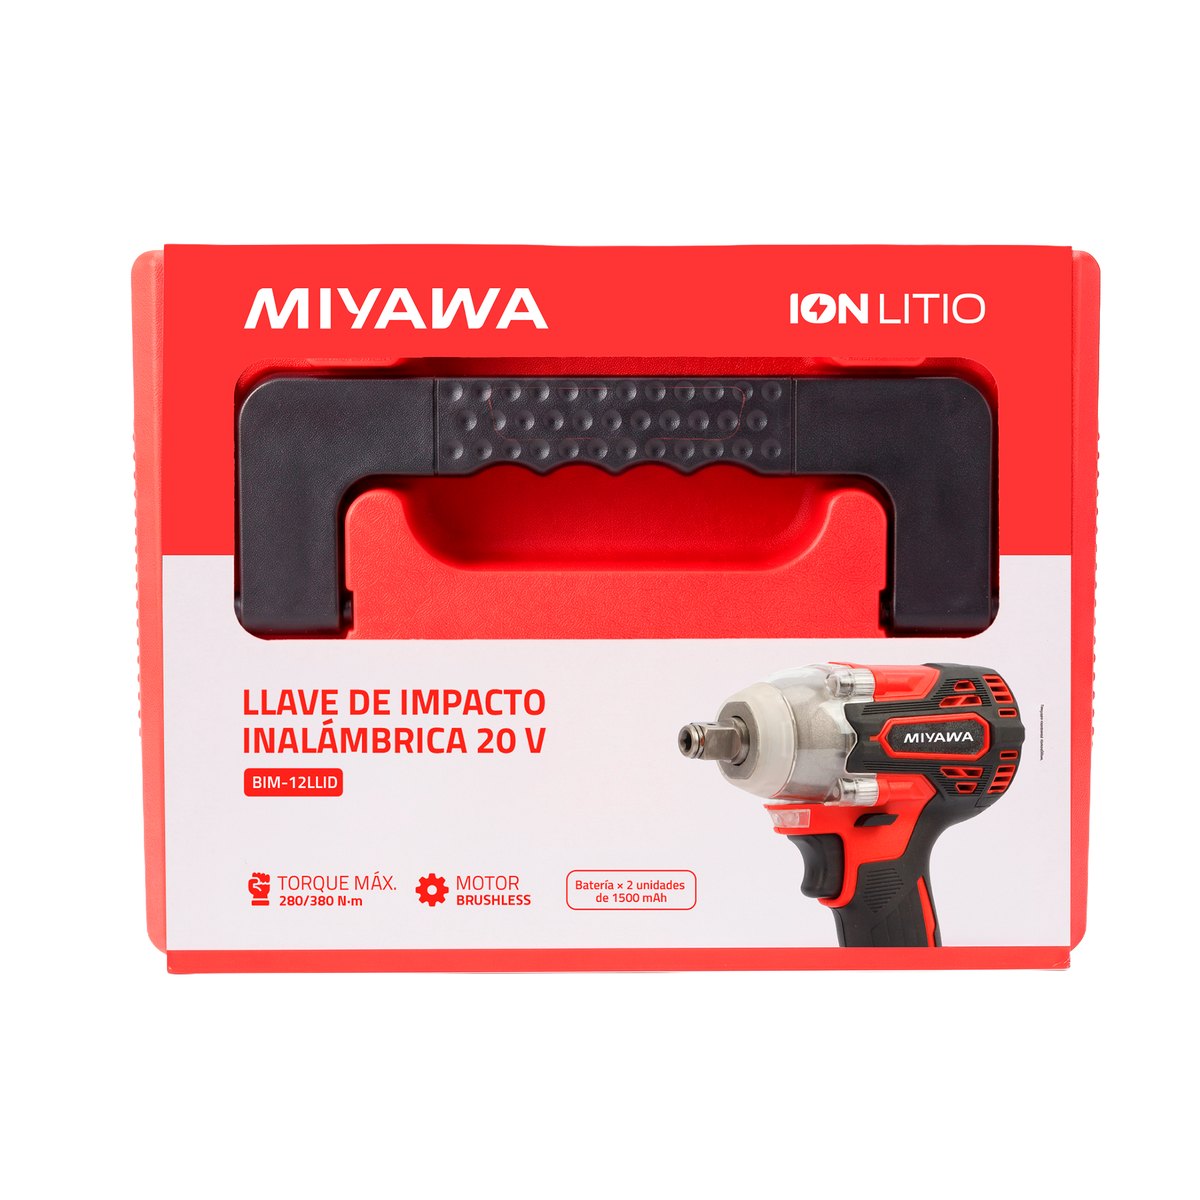 MIYAWA
ION LITIO
LLAVE DE IMPACTO
INALÁMBRICA 20 V
BIM-12LLID
MIYAWA
TORQUE MÁX.
280/380 N·m
MOTOR
BRUSHLESS
Batería × 2 unidades
de 1500 mAh